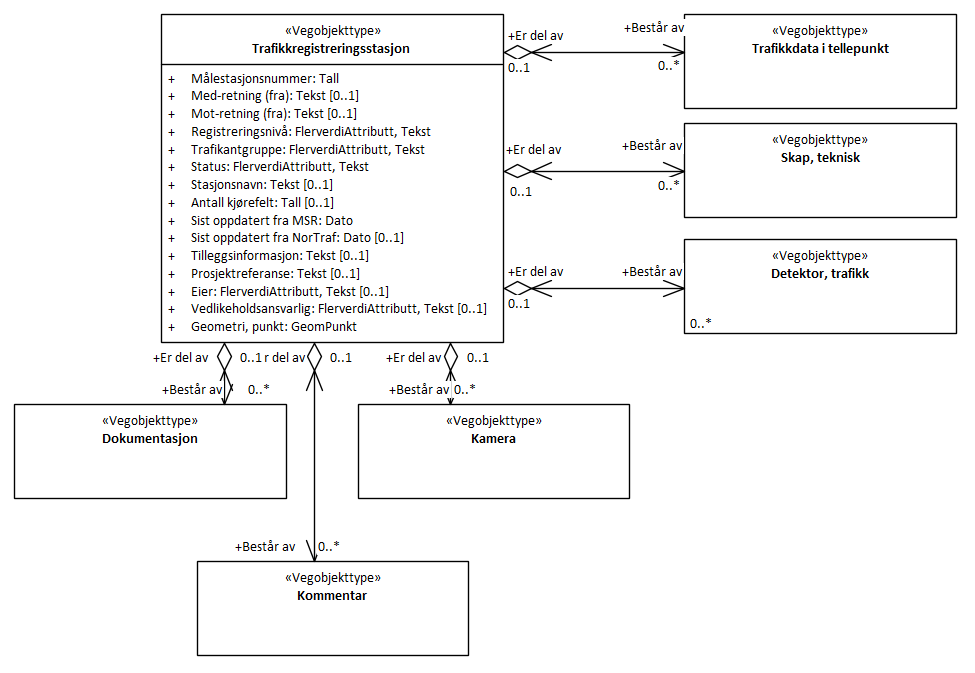 «Vegobjekttype»
Trafikkregistreringsstasjon
+ Målestasjonsnummer: Tall
+ Med-retning (fra): Tekst [0..1]
+ Mot-retning (fra): Tekst [0..1]
+ Registreringsnivå: FlerverdiAttributt, Tekst
+ Trafikantgruppe: FlerverdiAttributt, Tekst
+ Status: FlerverdiAttributt, Tekst
+ Stasjonsnavn: Tekst [0..1]
+ Antall kjørefelt: Tall [0..1]
+ Sist oppdatert fra MSR: Dato
+ Sist oppdatert fra NorTraf: Dato [0..1]
+ Tilleggsinformasjon: Tekst [0..1]
+ Prosjektreferanse: Tekst [0..1]
+ Eier: FlerverdiAttributt, Tekst [0..1]
+ Vedlikeholdsansvarlig: FlerverdiAttributt, Tekst [0..1]
+ Geometri, punkt: GeomPunkt
+Er del av
0..1
+Består av
0..*
«Vegobjekttype»
Trafikkdata i tellepunkt
+Er del av
0..1
+Består av
0..*
«Vegobjekttype»
Skap, teknisk
+Er del av
0..1
+Består av
«Vegobjekttype»
Detektor, trafikk
0..*
+Er del av
0..1
+Består av
0..*
«Vegobjekttype»
Dokumentasjon
r del av
0..1
+Består av
0..*
«Vegobjekttype»
Kommentar
+Er del av
0..1
+Består av
0..*
«Vegobjekttype»
Kamera